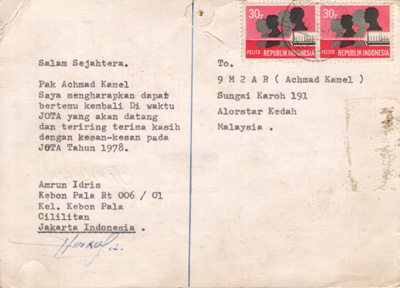 30r
30r
PELITA REPUBLIK INDONESIA
PELITA REPUBLIK INDONESIA
Salam Sejahtera.
Pak Achmad Kamel
Saya mengharapkan dapat
bertemu kembali Di waktu
JOTA yang akan datang
dan teriring terima kasih
dengan kesan-kesan pada
JOTA Tahun 1978.
Amrun Idris
Kebon Pala Rt 006 / 01
Kel. Kebon Pala
Cililitan
Jakarta Indonesia .
To.
9 M 2 A R ( Achmad Kamel )
Sungai Karoh 191
Alorstar Kedah
Malaysia .